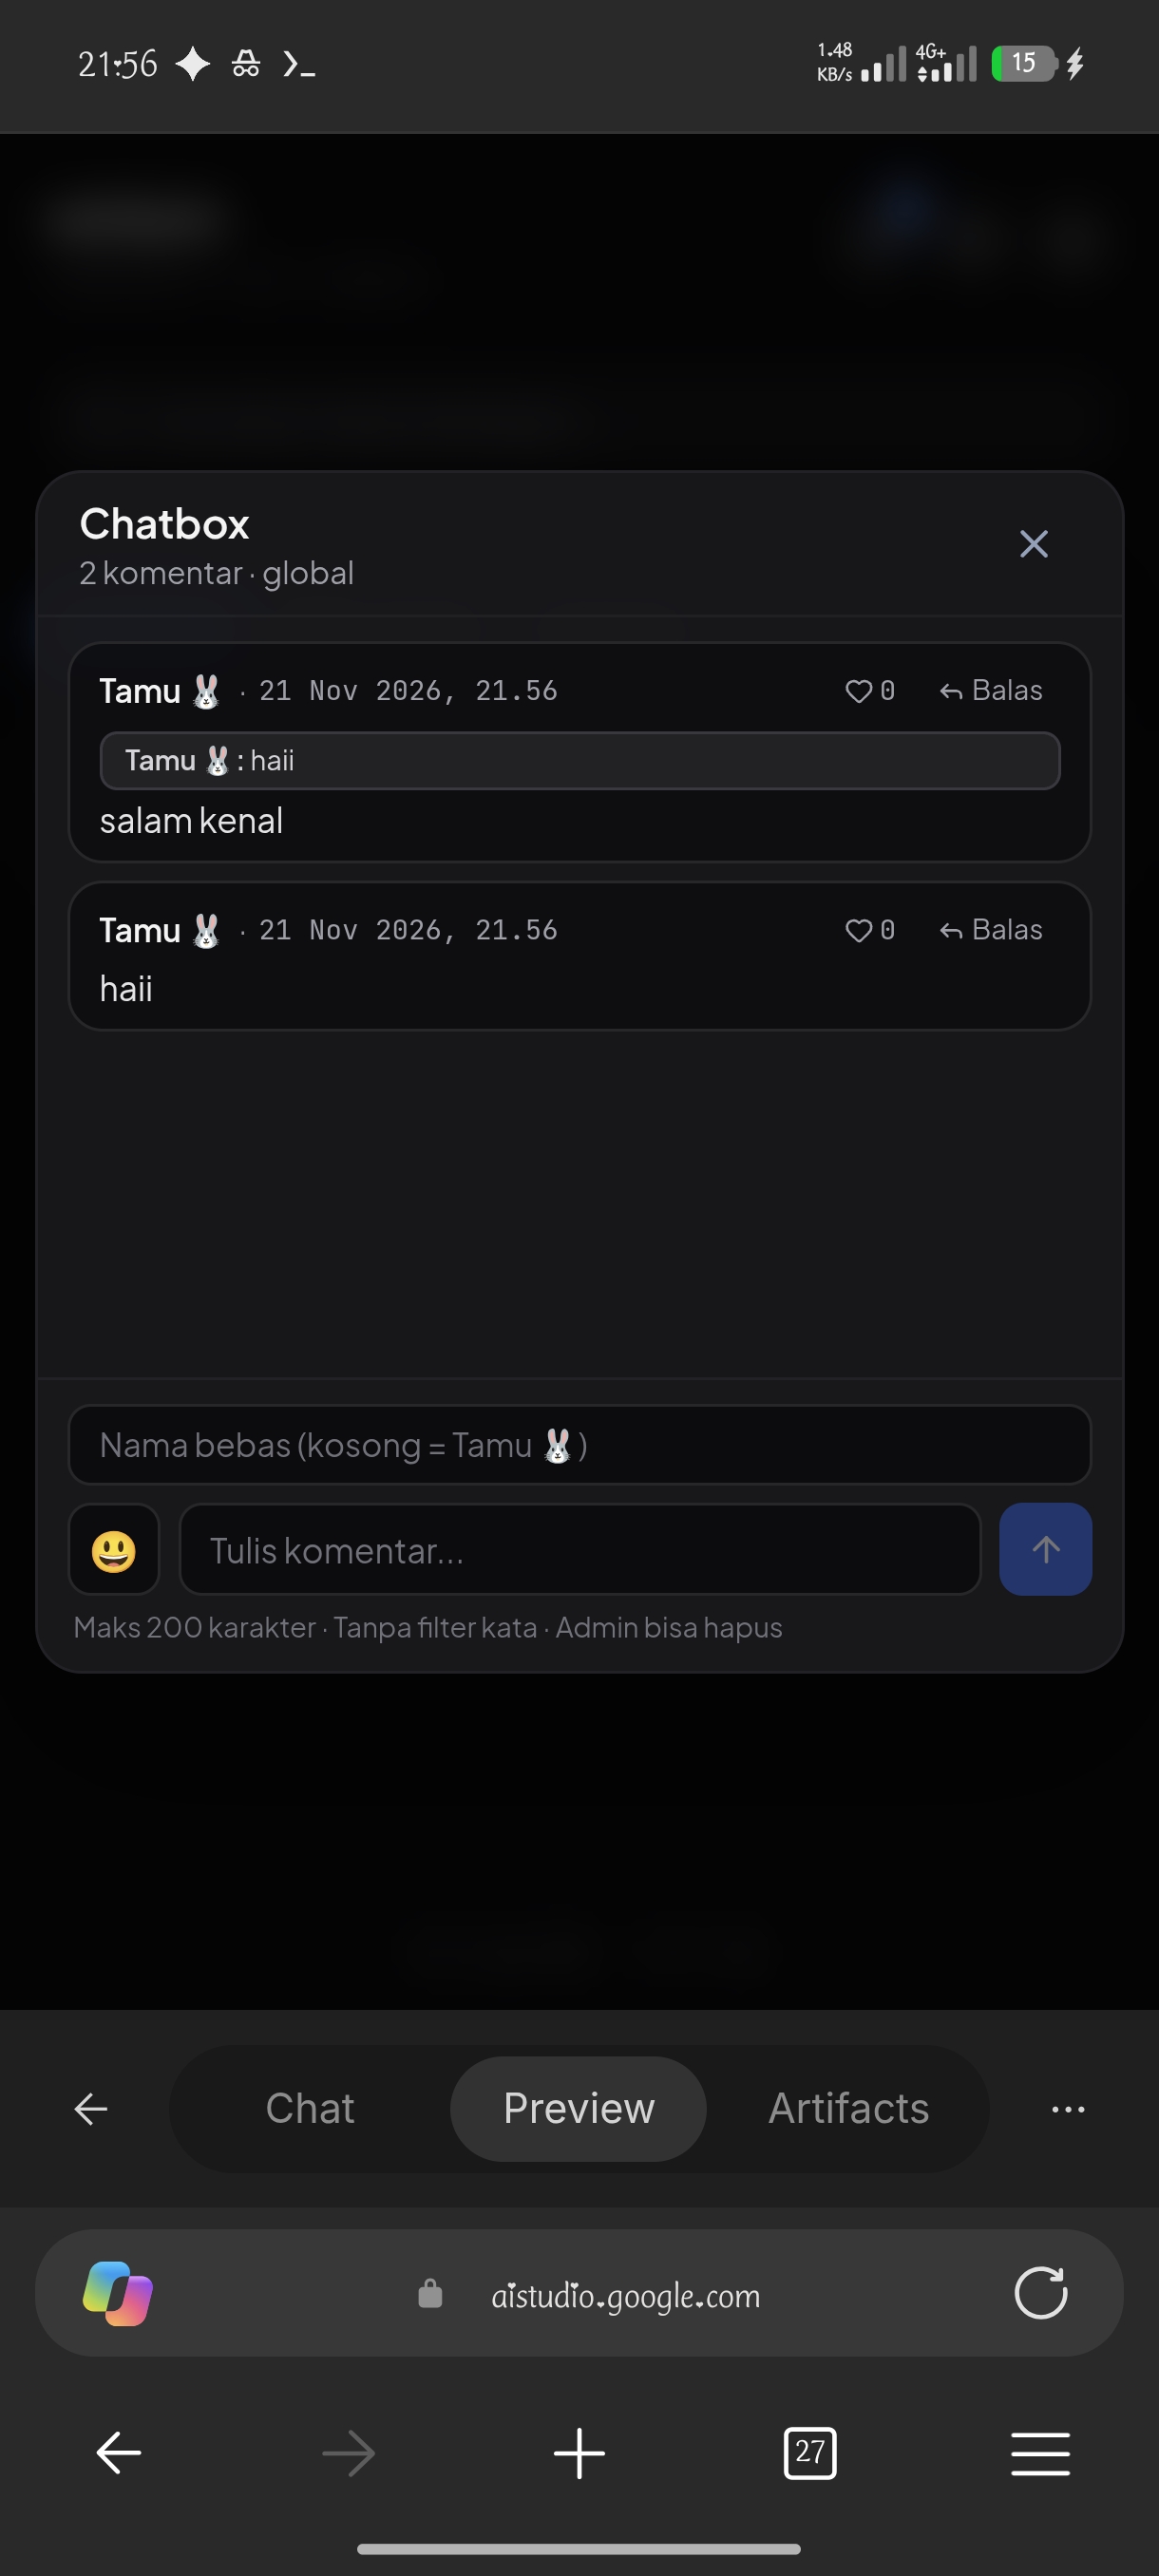 21:56
1.48 KB/s 4G+ 15
Chatbox
2 komentar · global
Tamu 🐰 · 21 Nov 2026, 21.56 0 Balas
Tamu 🐰: haii
salam kenal
Tamu 🐰 · 21 Nov 2026, 21.56 0 Balas
haii
Nama bebas (kosong = Tamu 🐰)
Tulis komentar...
Maks 200 karakter · Tanpa filter kata · Admin bisa hapus
Chat Preview Artifacts
aistudio.google.com
27